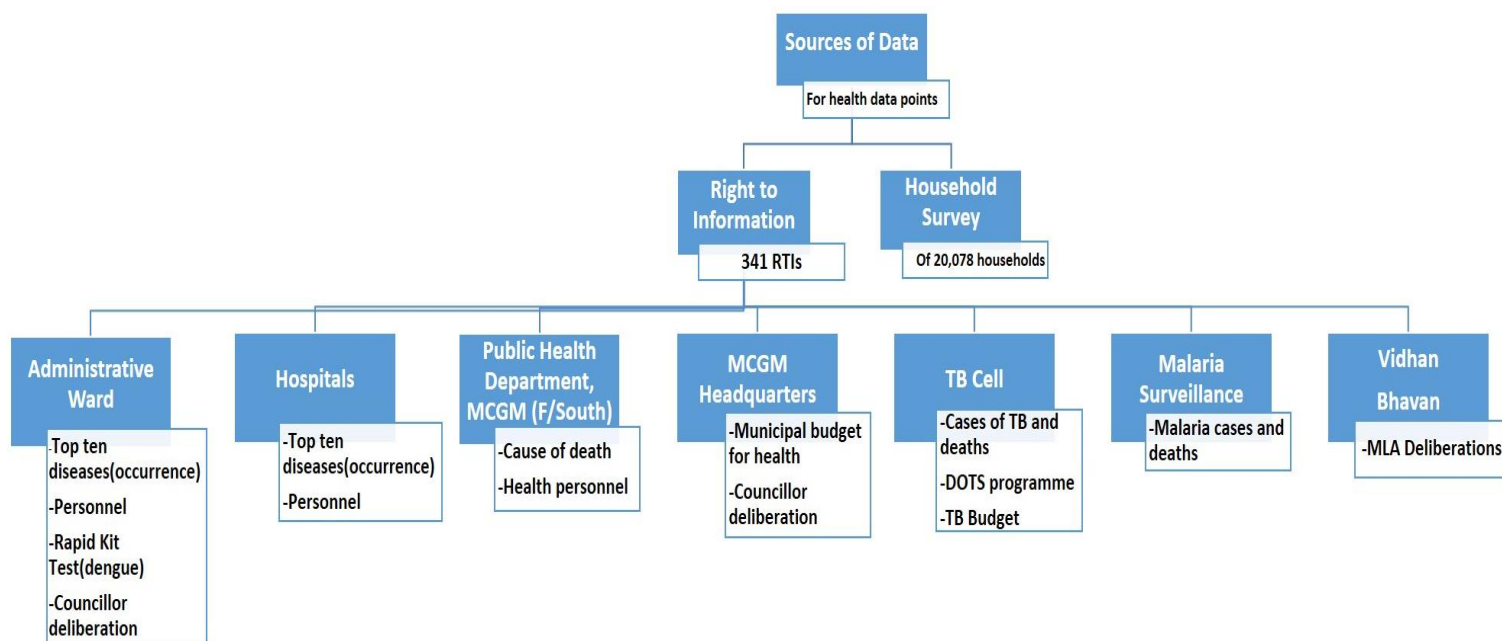 Sources of Data
For health data points
Right to
Information
341 RTIs
Household
Survey
Of 20,078 households
Administrative
Ward
-Top ten
diseases(occurrence)
-Personnel
-Rapid Kit
Test(dengue)
-Councillor
deliberation
Hospitals
-Top ten
diseases(occurrence)
-Personnel
Public Health
Department,
MCGM (F/South)
-Cause of death
-Health personnel
MCGM
Headquarters
-Municipal budget
for health
-Councillor
deliberation
TB Cell
-Cases of TB and
deaths
-DOTS programme
-TB Budget
Malaria
Surveillance
-Malaria cases and
deaths
Vidhan
Bhavan
-MLA Deliberations